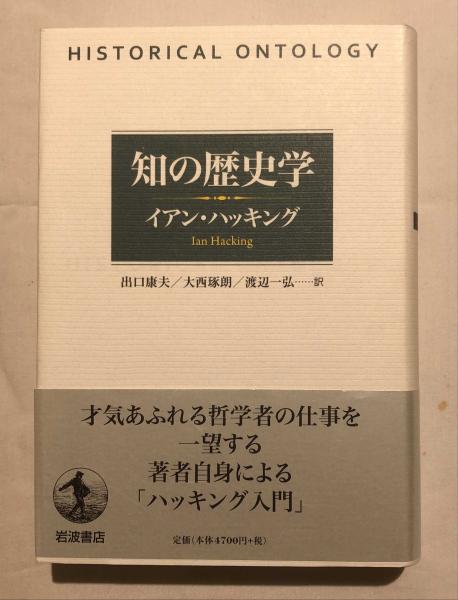 HISTORICAL ONTOLOGY
知の歴史学
イアン・ハッキング
Ian Hacking
出口康夫／大西琢朗／渡辺一弘……訳
才気あふれる哲学者の仕事を
一望する
著者自身による
「ハッキング入門」
岩波書店
定価（本体4700円+税）